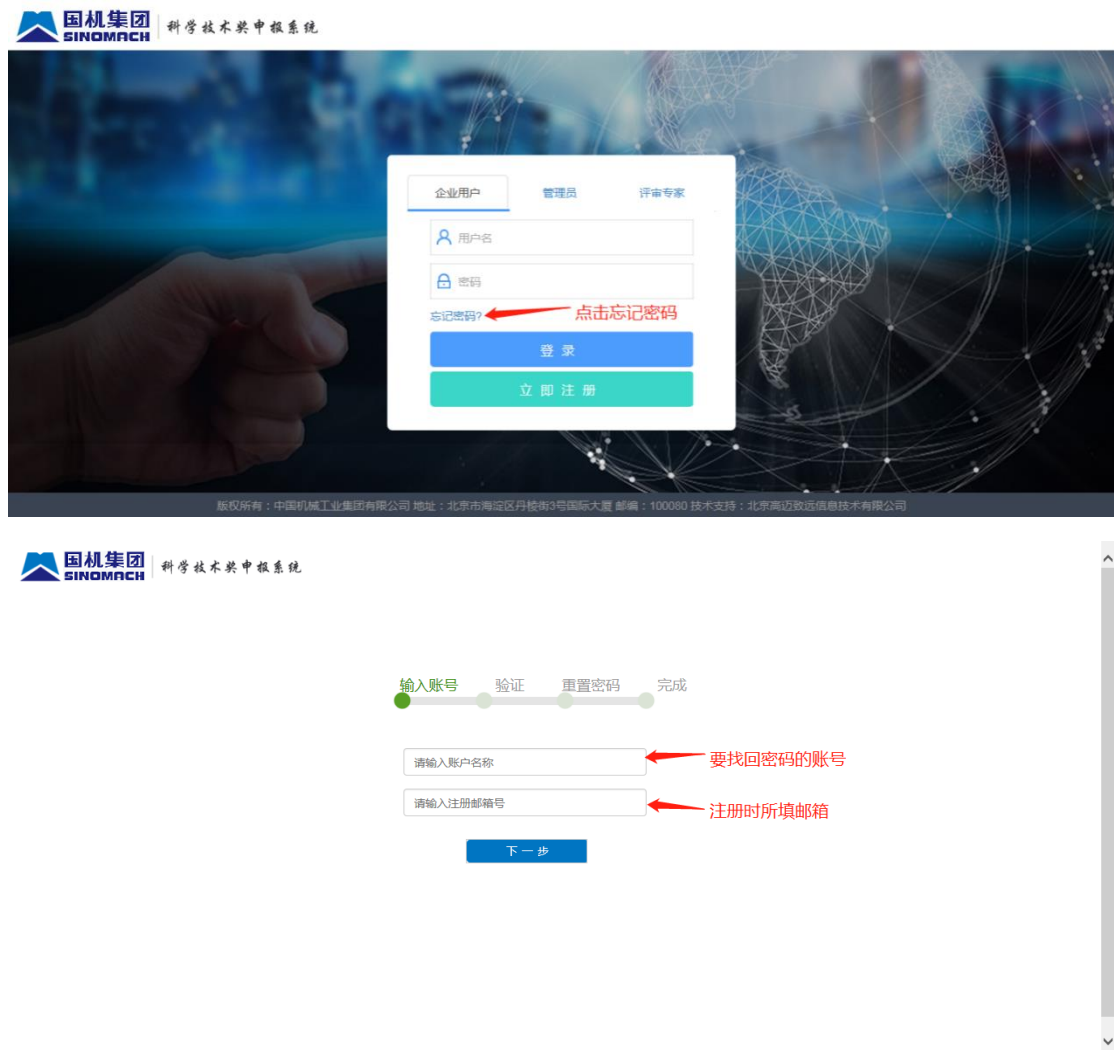 国机集团
SINOMACH
科学技术奖申报系统
企业用户 管理员 评审专家
用户名
密码
忘记密码? 点击忘记密码
登 录
立 即 注 册
版权所有：中国机械工业集团有限公司 地址：北京市海淀区丹棱街3号国际大厦 邮编：100080 技术支持：北京高迈致远信息技术有限公司
国机集团
SINOMACH
科学技术奖申报系统
输入账号 验证 重置密码 完成
请输入账户名称 要找回密码的账号
请输入注册邮箱号 注册时所填邮箱
下 一 步